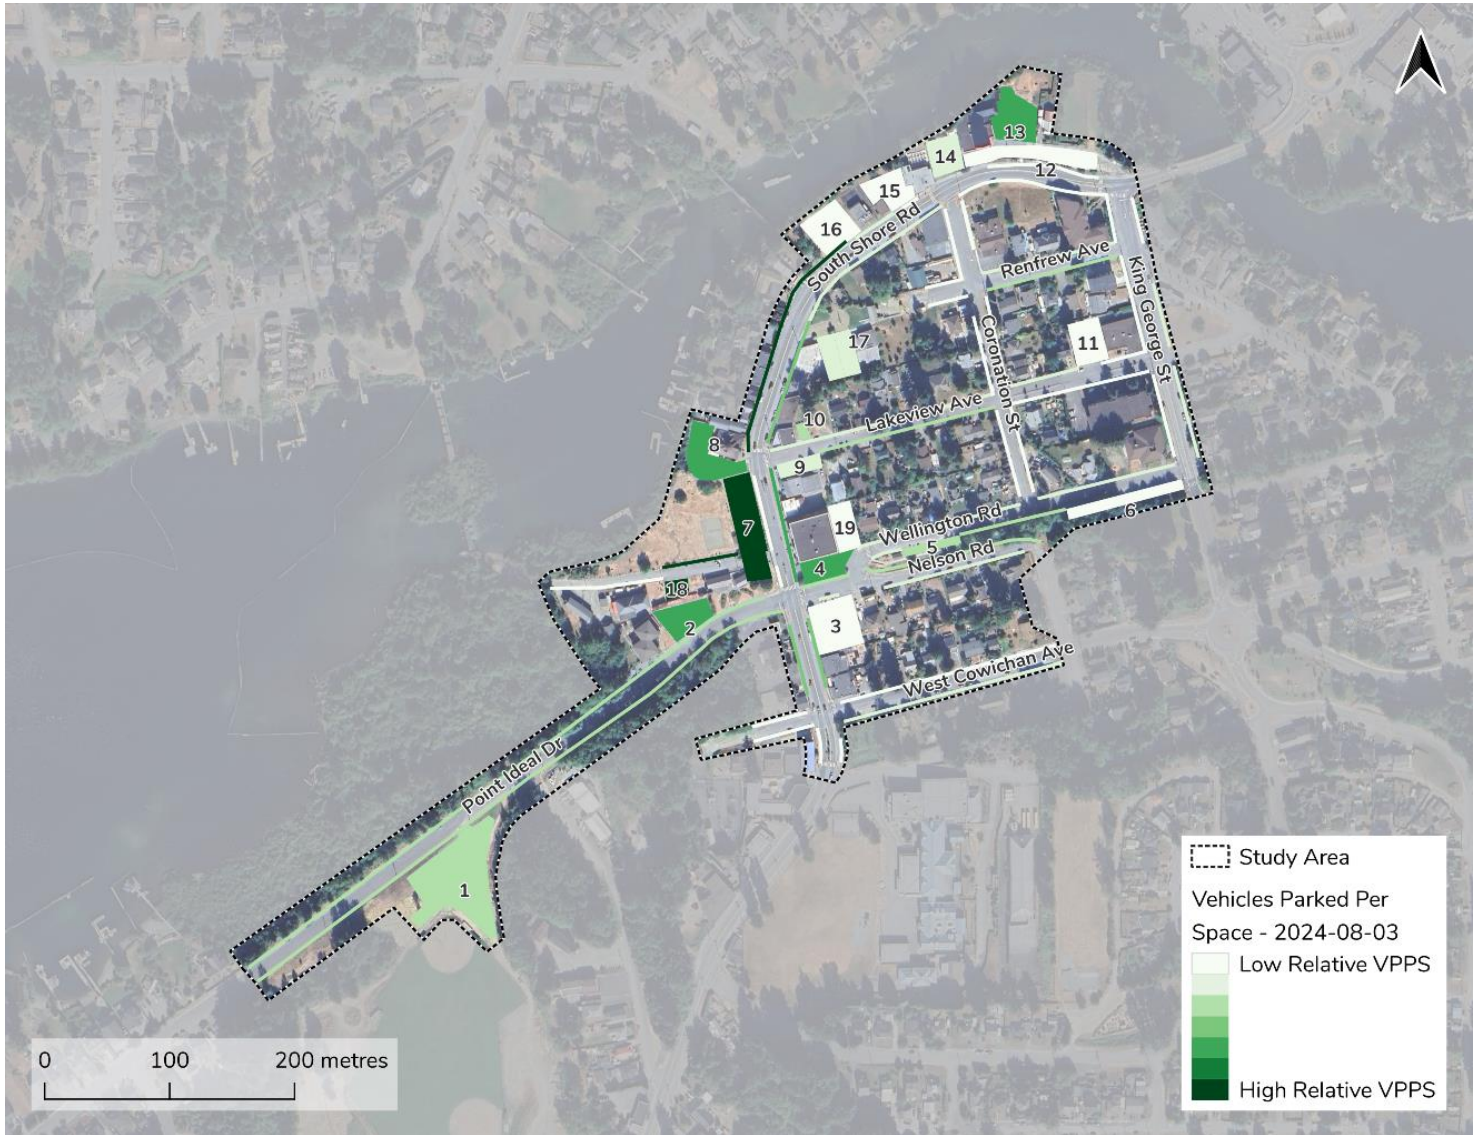 13
14
12
15
16
South Shore Rd
Renfrew Ave
King George St
17
11
Coronation St
10
Lakeview Ave
8
9
7
19
Wellington Rd
6
5
Nelson Rd
4
18
2
3
West Cowichan Ave
Point Ideal Dr
1
Study Area
Vehicles Parked Per
Space - 2024-08-03
Low Relative VPPS
High Relative VPPS
0 100 200 metres